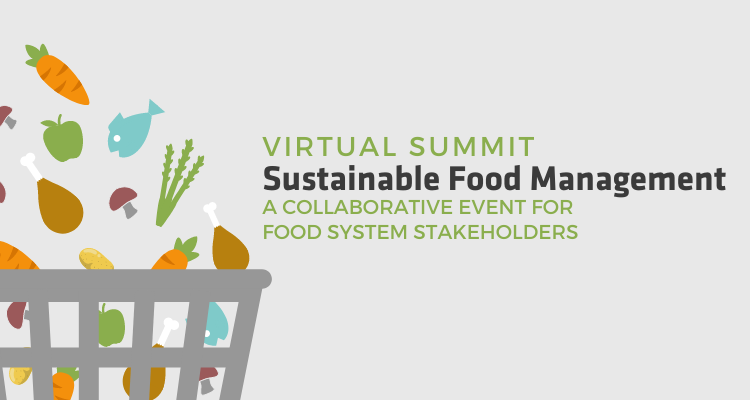 VIRTUAL SUMMIT
Sustainable Food Management
A COLLABORATIVE EVENT FOR
FOOD SYSTEM STAKEHOLDERS